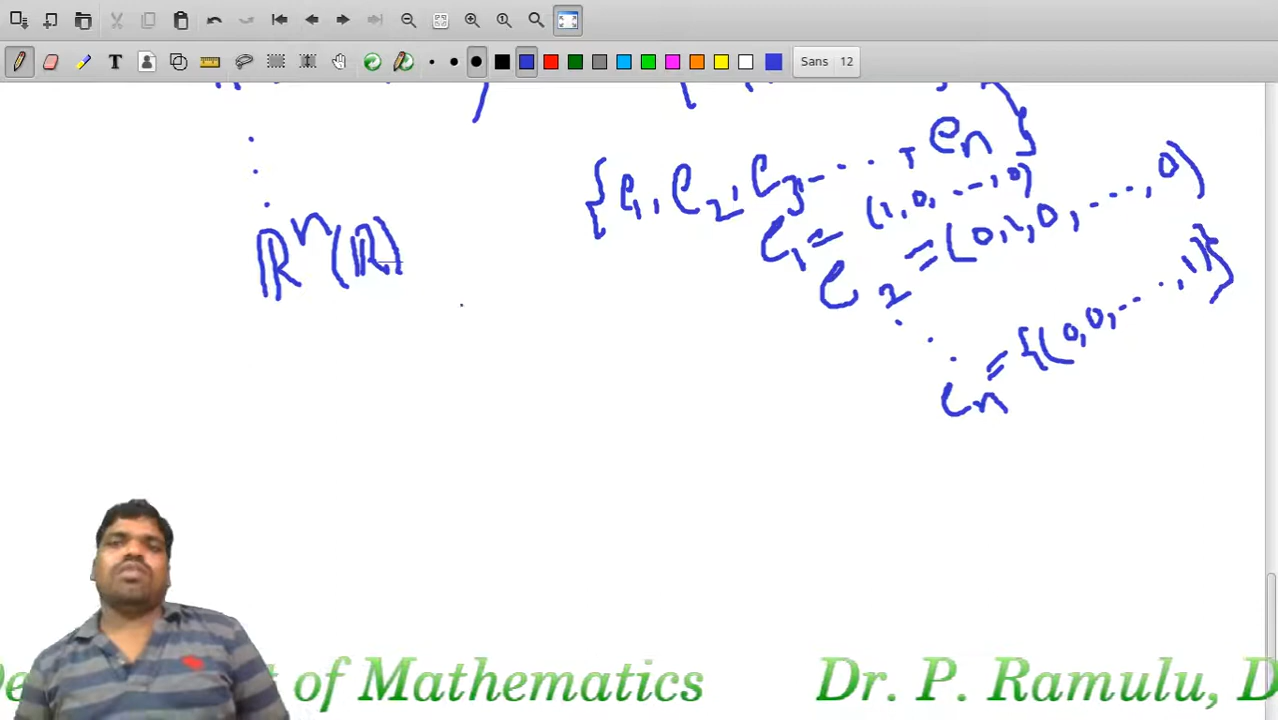 Sans 12
{e₁, e₂, e₃ ..... , eₙ}
e₁ = (1, 0, ..., 0)
ℝⁿ(ℝ)
e₂ = (0, 1, 0, ...., 0)
eₙ = {(0, 0, ...., 1)}
of Mathematics Dr. P. Ramulu, D